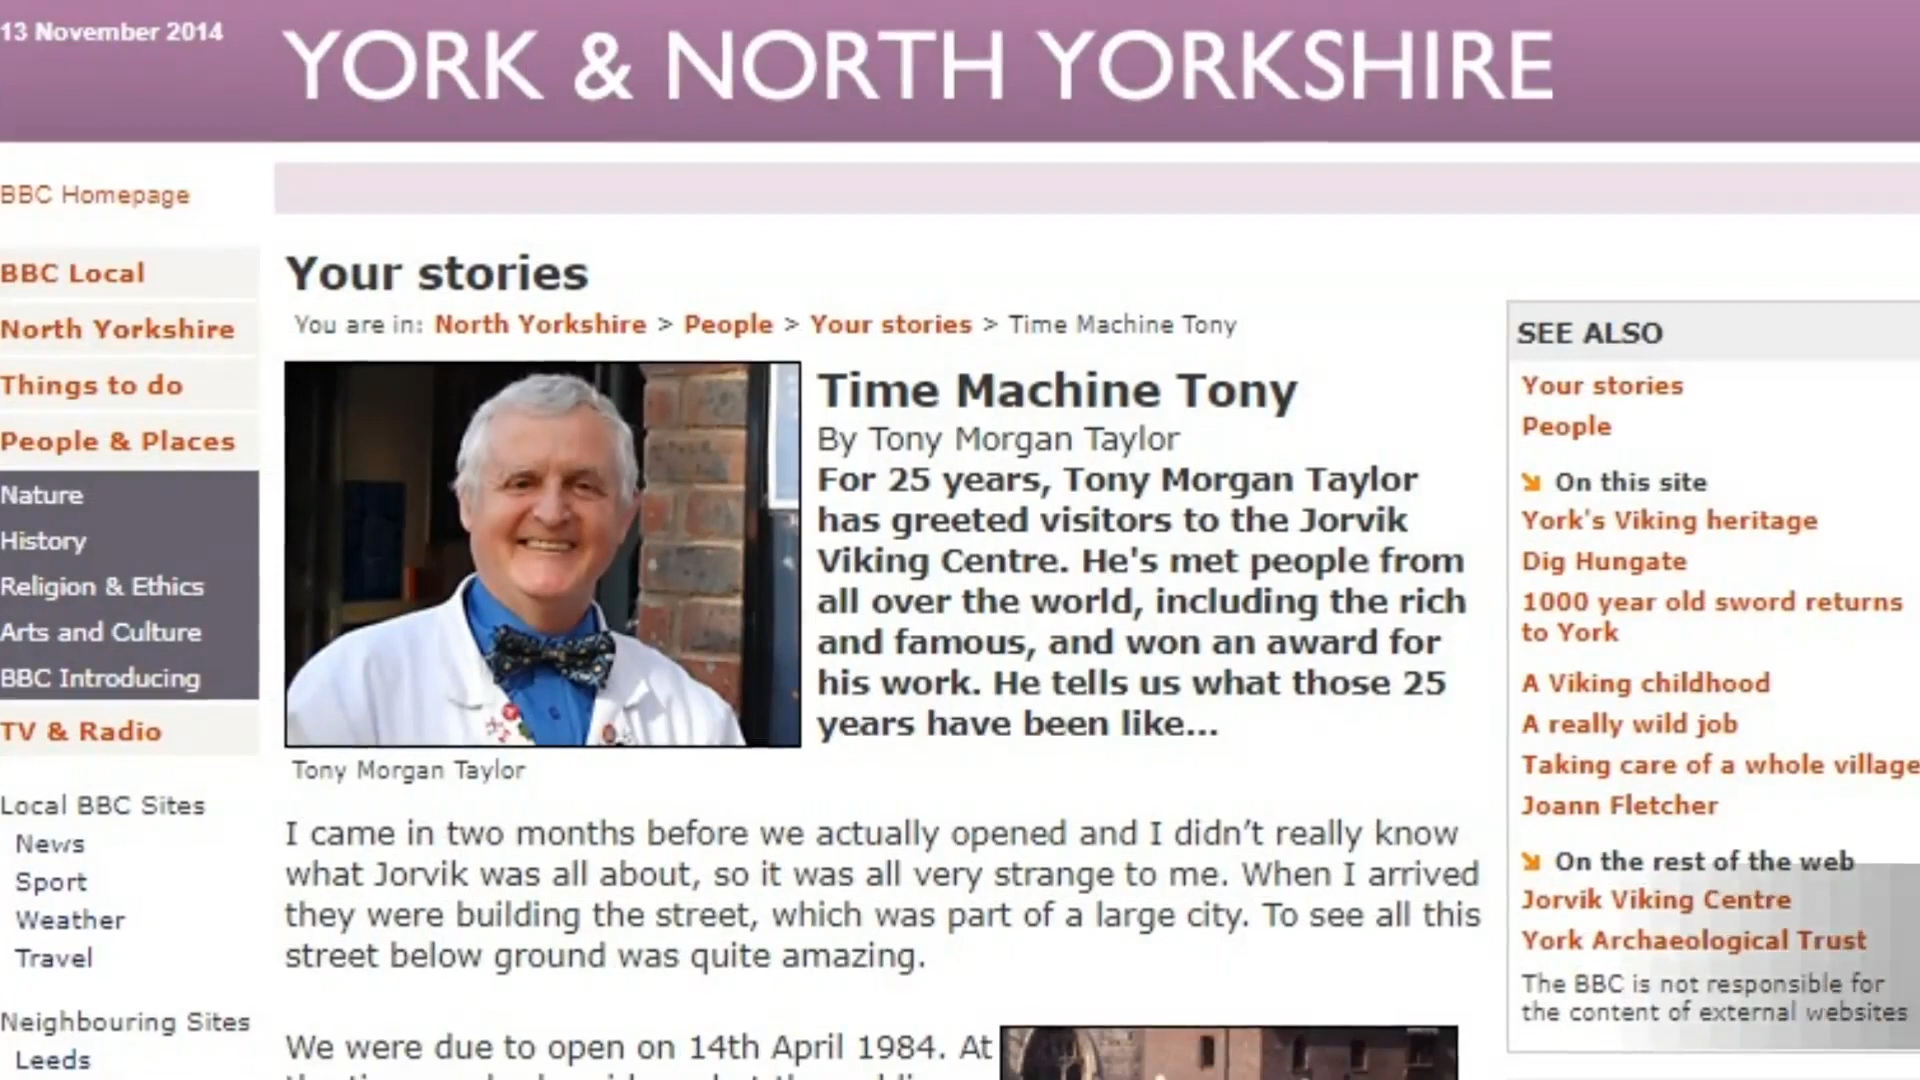 13 November 2014
YORK & NORTH YORKSHIRE
BBC Homepage
BBC Local
North Yorkshire
Things to do
People & Places
Nature
History
Religion & Ethics
Arts and Culture
BBC Introducing
TV & Radio
Local BBC Sites
News
Sport
Weather
Travel
Neighbouring Sites
Leeds
Your stories
You are in: North Yorkshire > People > Your stories > Time Machine Tony
Time Machine Tony
By Tony Morgan Taylor
For 25 years, Tony Morgan Taylor
has greeted visitors to the Jorvik
Viking Centre. He's met people from
all over the world, including the rich
and famous, and won an award for
his work. He tells us what those 25
years have been like...
Tony Morgan Taylor
I came in two months before we actually opened and I didn’t really know
what Jorvik was all about, so it was all very strange to me. When I arrived
they were building the street, which was part of a large city. To see all this
street below ground was quite amazing.
We were due to open on 14th April 1984. At
SEE ALSO
Your stories
People
On this site
York's Viking heritage
Dig Hungate
1000 year old sword returns
to York
A Viking childhood
A really wild job
Taking care of a whole village
Joann Fletcher
On the rest of the web
Jorvik Viking Centre
York Archaeological Trust
The BBC is not responsible for
the content of external websites